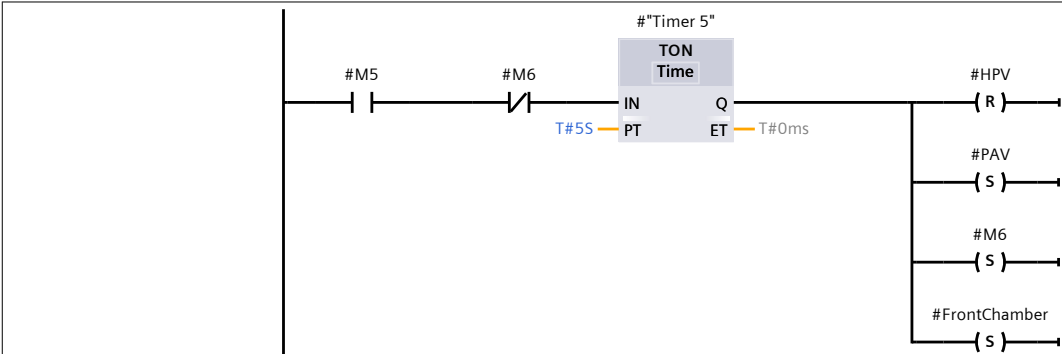 #"Timer 5"
TON
Time
#M5
#M6
#HPV
IN
Q
R
T#5S
PT
ET
T#0ms
#PAV
S
#M6
S
#FrontChamber
S